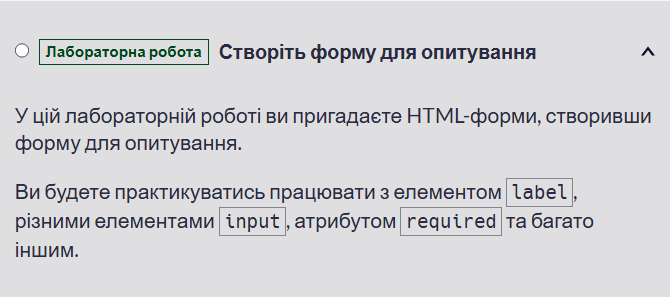 Лабораторна робота Створіть форму для опитування
У цій лабораторній роботі ви пригадаєте HTML-форми, створивши
форму для опитування.
Ви будете практикуватись працювати з елементом label,
різними елементами input, атрибутом required та багато
іншим.